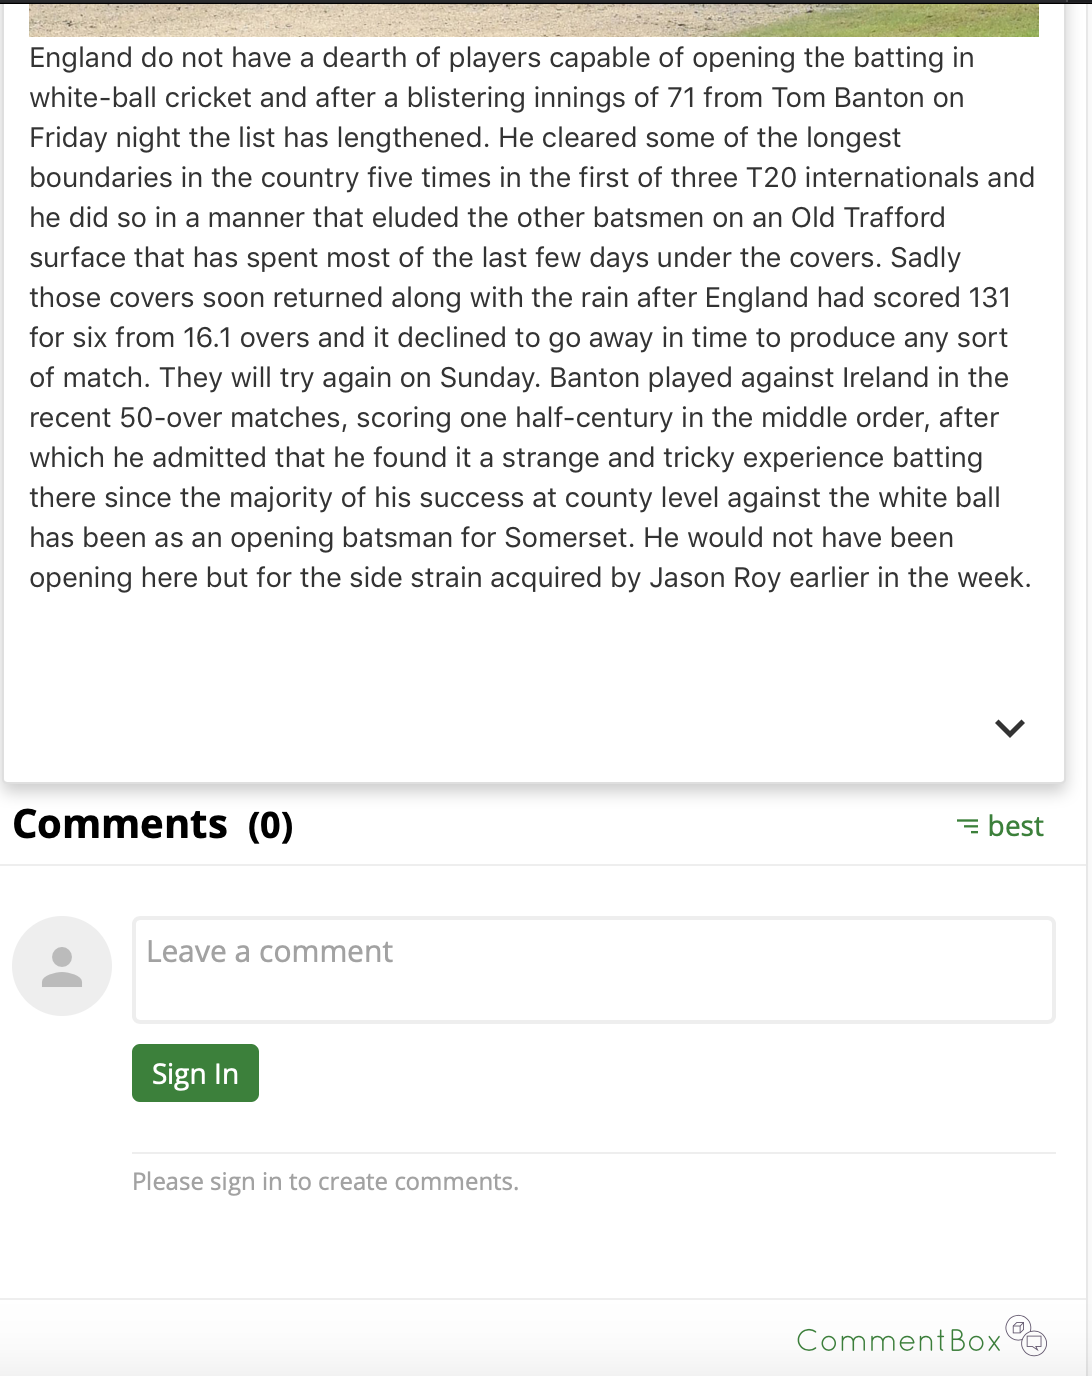 England do not have a dearth of players capable of opening the batting in
white-ball cricket and after a blistering innings of 71 from Tom Banton on
Friday night the list has lengthened. He cleared some of the longest
boundaries in the country five times in the first of three T20 internationals and
he did so in a manner that eluded the other batsmen on an Old Trafford
surface that has spent most of the last few days under the covers. Sadly
those covers soon returned along with the rain after England had scored 131
for six from 16.1 overs and it declined to go away in time to produce any sort
of match. They will try again on Sunday. Banton played against Ireland in the
recent 50-over matches, scoring one half-century in the middle order, after
which he admitted that he found it a strange and tricky experience batting
there since the majority of his success at county level against the white ball
has been as an opening batsman for Somerset. He would not have been
opening here but for the side strain acquired by Jason Roy earlier in the week.
Comments (0)
best
Leave a comment
Sign In
Please sign in to create comments.
CommentBox